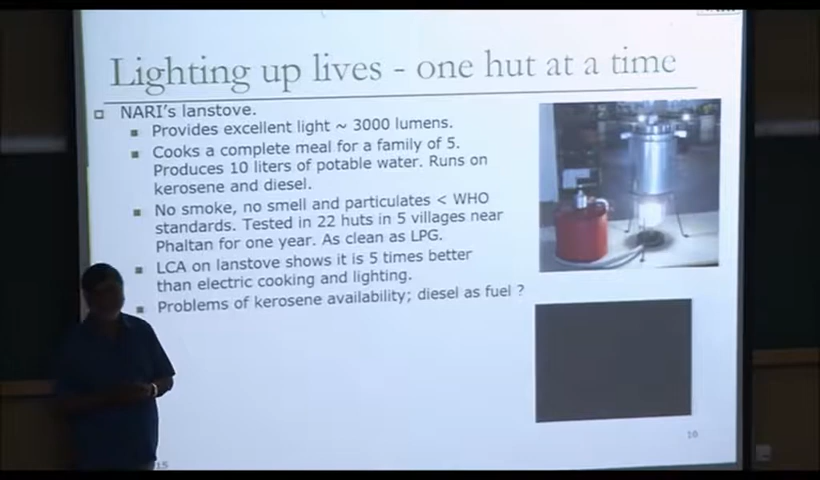 Lighting up lives - one hut at a time
NARI's lanstove.
Provides excellent light ~ 3000 lumens.
Cooks a complete meal for a family of 5.
Produces 10 liters of potable water. Runs on
kerosene and diesel.
No smoke, no smell and particulates < WHO
standards. Tested in 22 huts in 5 villages near
Phaltan for one year. As clean as LPG.
LCA on lanstove shows it is 5 times better
than electric cooking and lighting.
Problems of kerosene availability; diesel as fuel ?
15
10